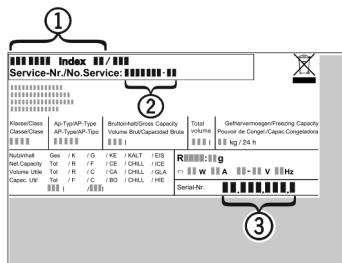 1
Index /
Service-Nr./No.Service: -
2
Klasse/Class Ap-Typ/AP-Type Bruttoinhalt/Gross Capacity Total Gefriervermoegen/Freezing Capacity
Classe/Clase AP-Type/AP-Tipo Volume Brut/Capacidad Bruta volume Pouvoir de Congel./Capac.Congeladora
l l kg / 24 h
Nutzinhalt Ges / K / G / KE / KALT / EIS
Net.Capacity Tot / R / F / CE / CHILL / ICE
Volume Utile Tot / R / C / CA / CHILL / GLA
Capac. Util Tot / F / C / BO / CHILL / HIE
l / l
R : g
W A - V Hz
Serial-Nr. . . .
3